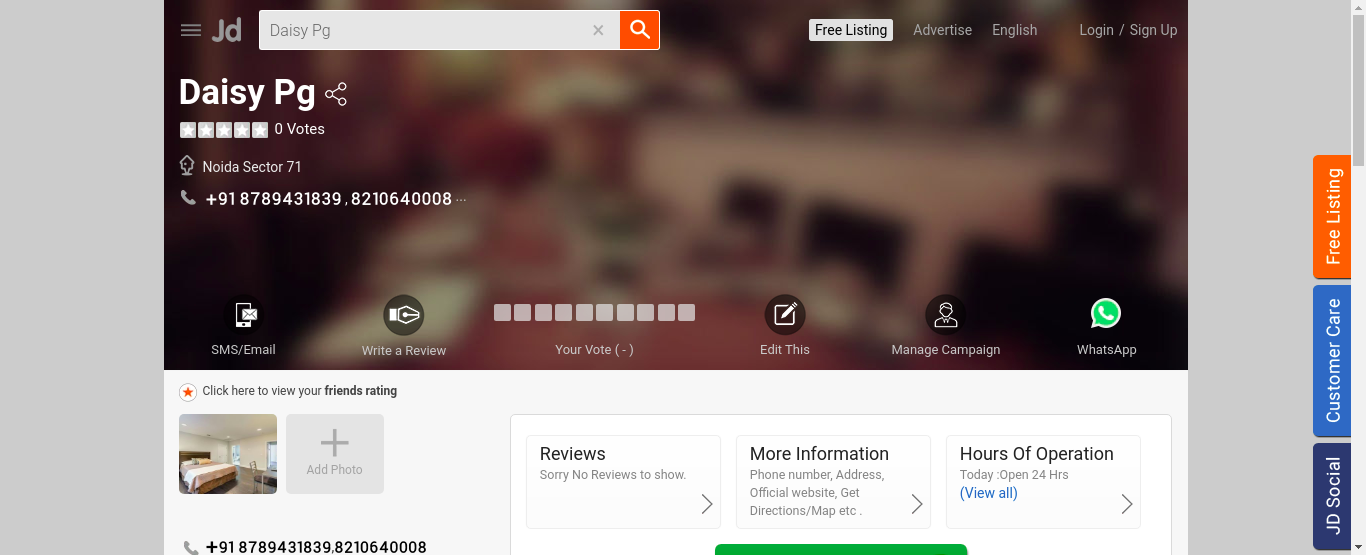 Jd
Daisy Pg
Free Listing
Advertise
English
Login / Sign Up
Daisy Pg
0 Votes
Noida Sector 71
+91 8789431839 , 8210640008 ...
SMS/Email
Write a Review
Your Vote ( - )
Edit This
Manage Campaign
WhatsApp
Click here to view your friends rating
Add Photo
+91 8789431839,8210640008
Reviews
Sorry No Reviews to show.
More Information
Phone number, Address,
Official website, Get
Directions/Map etc .
Hours Of Operation
Today :Open 24 Hrs
(View all)
Free Listing
Customer Care
JD Social